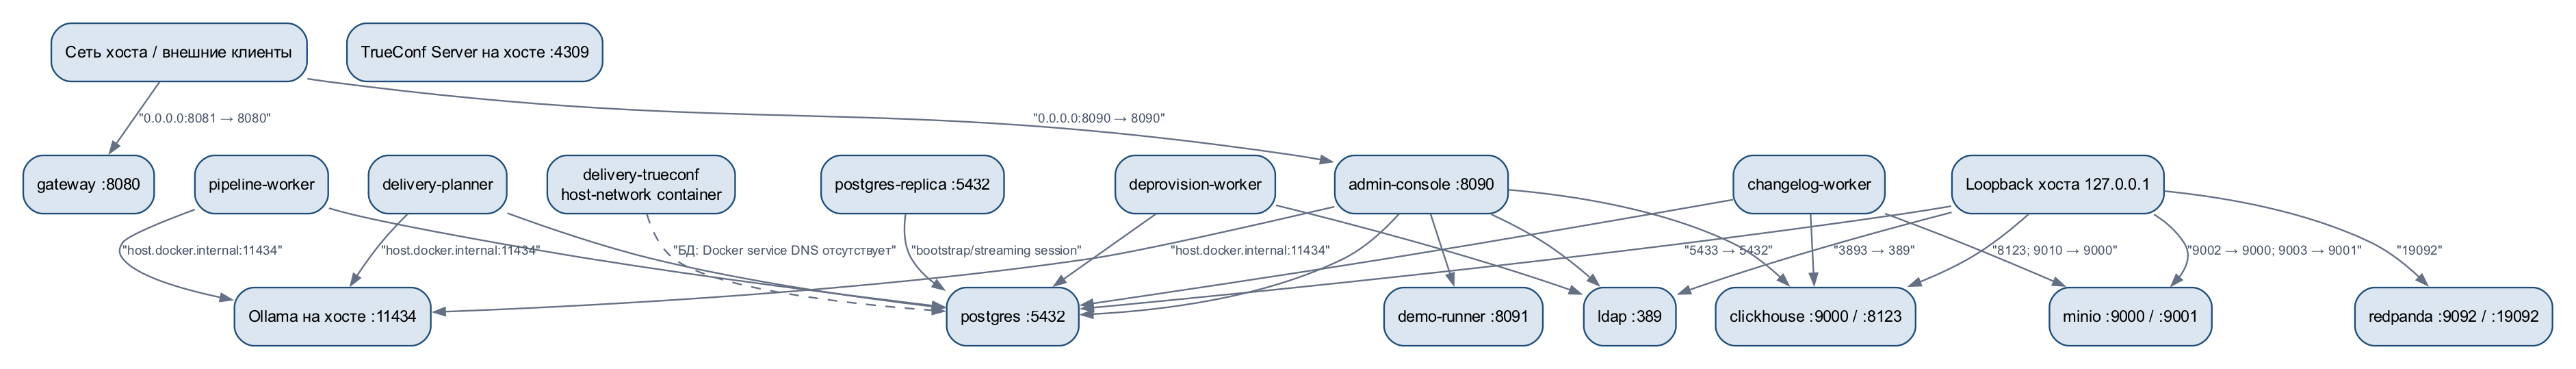 Сеть хоста / внешние клиенты
TrueConf Server на хосте :4309
"0.0.0.0:8081 → 8080"
"0.0.0.0:8090 → 8090"
gateway :8080
pipeline-worker
delivery-planner
delivery-trueconf
host-network container
postgres-replica :5432
deprovision-worker
admin-console :8090
changelog-worker
Loopback хоста 127.0.0.1
"host.docker.internal:11434"
"host.docker.internal:11434"
"БД: Docker service DNS отсутствует"
"bootstrap/streaming session"
"host.docker.internal:11434"
"5433 → 5432"
"3893 → 389"
"8123; 9010 → 9000"
"9002 → 9000; 9003 → 9001"
"19092"
Ollama на хосте :11434
postgres :5432
demo-runner :8091
ldap :389
clickhouse :9000 / :8123
minio :9000 / :9001
redpanda :9092 / :19092